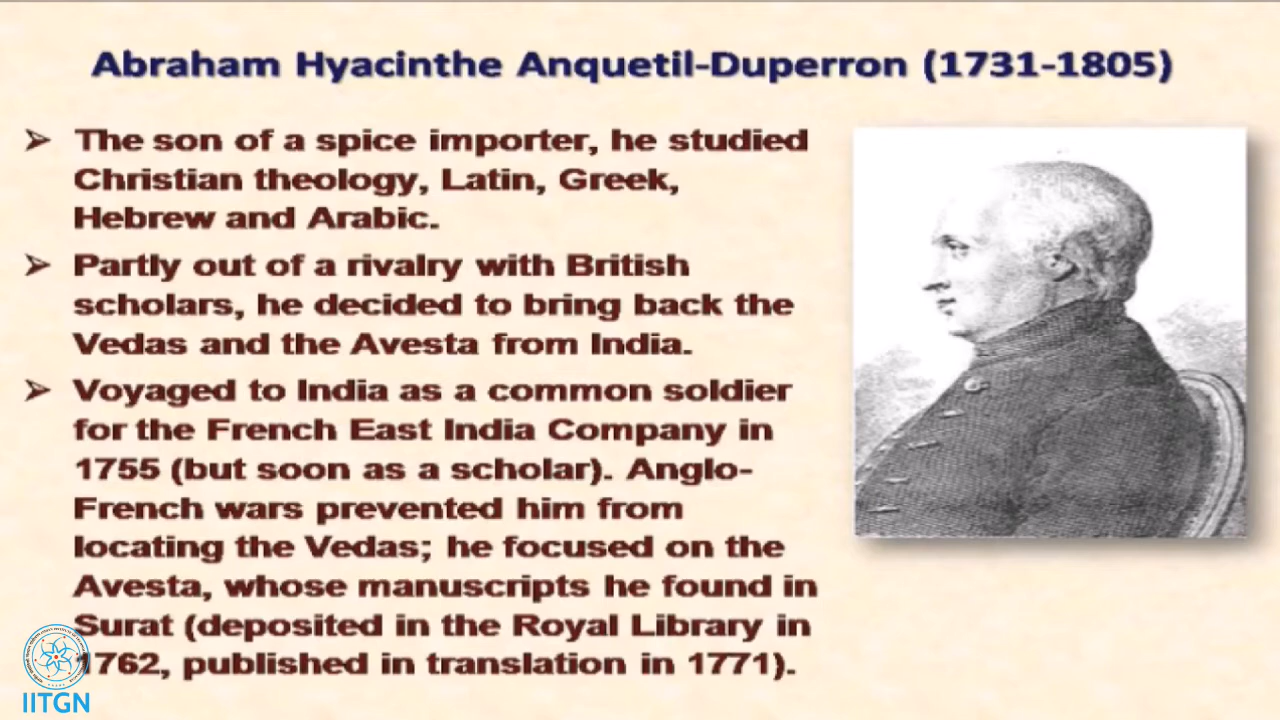 Abraham Hyacinthe Anquetil-Duperron (1731-1805)
➢ The son of a spice importer, he studied
Christian theology, Latin, Greek,
Hebrew and Arabic.
➢ Partly out of a rivalry with British
scholars, he decided to bring back the
Vedas and the Avesta from India.
➢ Voyaged to India as a common soldier
for the French East India Company in
1755 (but soon as a scholar). Anglo-
French wars prevented him from
locating the Vedas; he focused on the
Avesta, whose manuscripts he found in
Surat (deposited in the Royal Library in
1762, published in translation in 1771).
IITGN